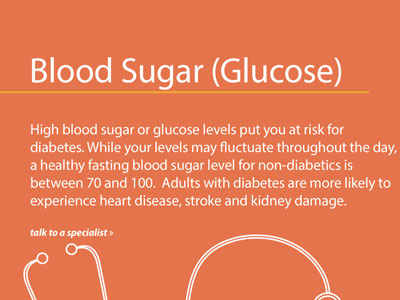 Blood Sugar (Glucose)
High blood sugar or glucose levels put you at risk for
diabetes. While your levels may fluctuate throughout the day,
a healthy fasting blood sugar level for non-diabetics is
between 70 and 100.  Adults with diabetes are more likely to
experience heart disease, stroke and kidney damage.
talk to a specialist »